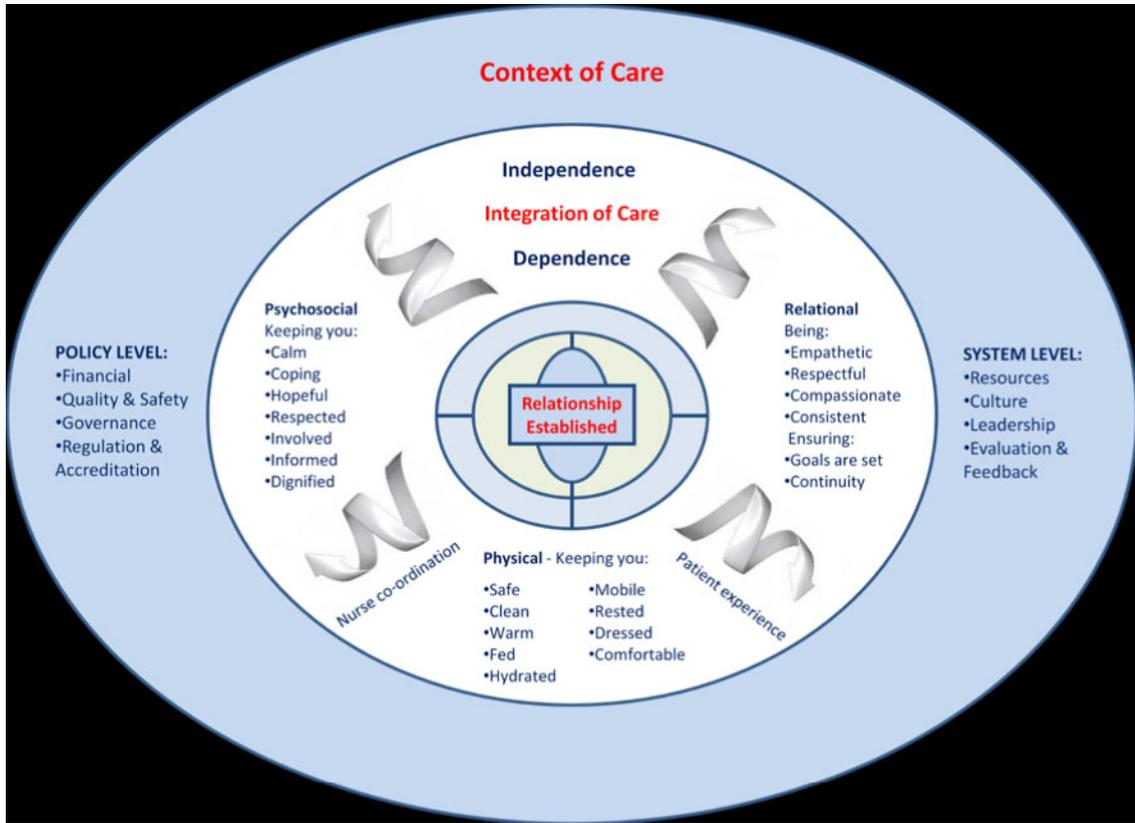 Context of Care
Independence
Integration of Care
Dependence
Psychosocial
Keeping you:
•Calm
•Coping
•Hopeful
•Respected
•Involved
•Informed
•Dignified
Relational
Being:
•Empathetic
•Respectful
•Compassionate
•Consistent
Ensuring:
•Goals are set
•Continuity
POLICY LEVEL:
•Financial
•Quality & Safety
•Governance
•Regulation &
Accreditation
SYSTEM LEVEL:
•Resources
•Culture
•Leadership
•Evaluation &
Feedback
Relationship
Established
Nurse co-ordination
Physical - Keeping you:
•Safe
•Clean
•Warm
•Fed
•Hydrated
•Mobile
•Rested
•Dressed
•Comfortable
Patient experience